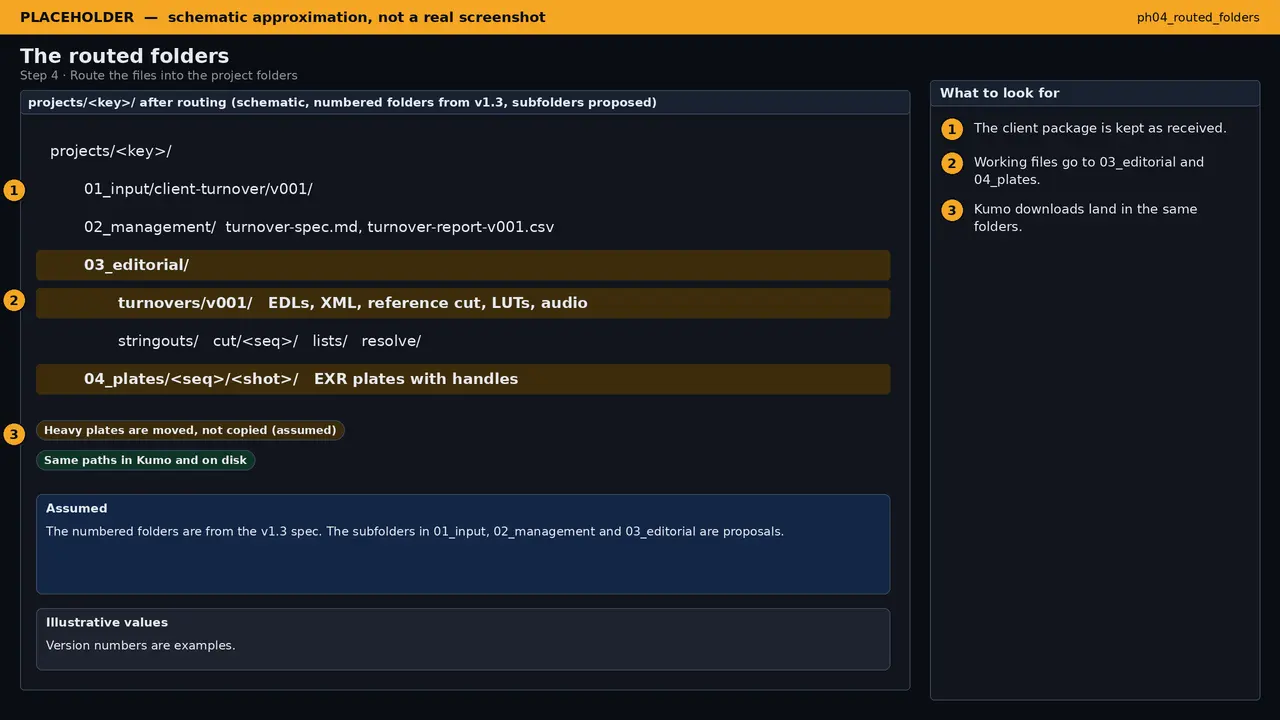 PLACEHOLDER — schematic approximation, not a real screenshot
ph04_routed_folders
The routed folders
Step 4 · Route the files into the project folders
projects/<key>/ after routing (schematic, numbered folders from v1.3, subfolders proposed)
projects/<key>/
1
01_input/client-turnover/v001/
02_management/ turnover-spec.md, turnover-report-v001.csv
03_editorial/
2
turnovers/v001/ EDLs, XML, reference cut, LUTs, audio
stringouts/ cut/<seq>/ lists/ resolve/
04_plates/<seq>/<shot>/ EXR plates with handles
3
Heavy plates are moved, not copied (assumed)
Same paths in Kumo and on disk
Assumed
The numbered folders are from the v1.3 spec. The subfolders in 01_input, 02_management and 03_editorial are proposals.
Illustrative values
Version numbers are examples.
What to look for
1 The client package is kept as received.
2 Working files go to 03_editorial and
04_plates.
3 Kumo downloads land in the same
folders.